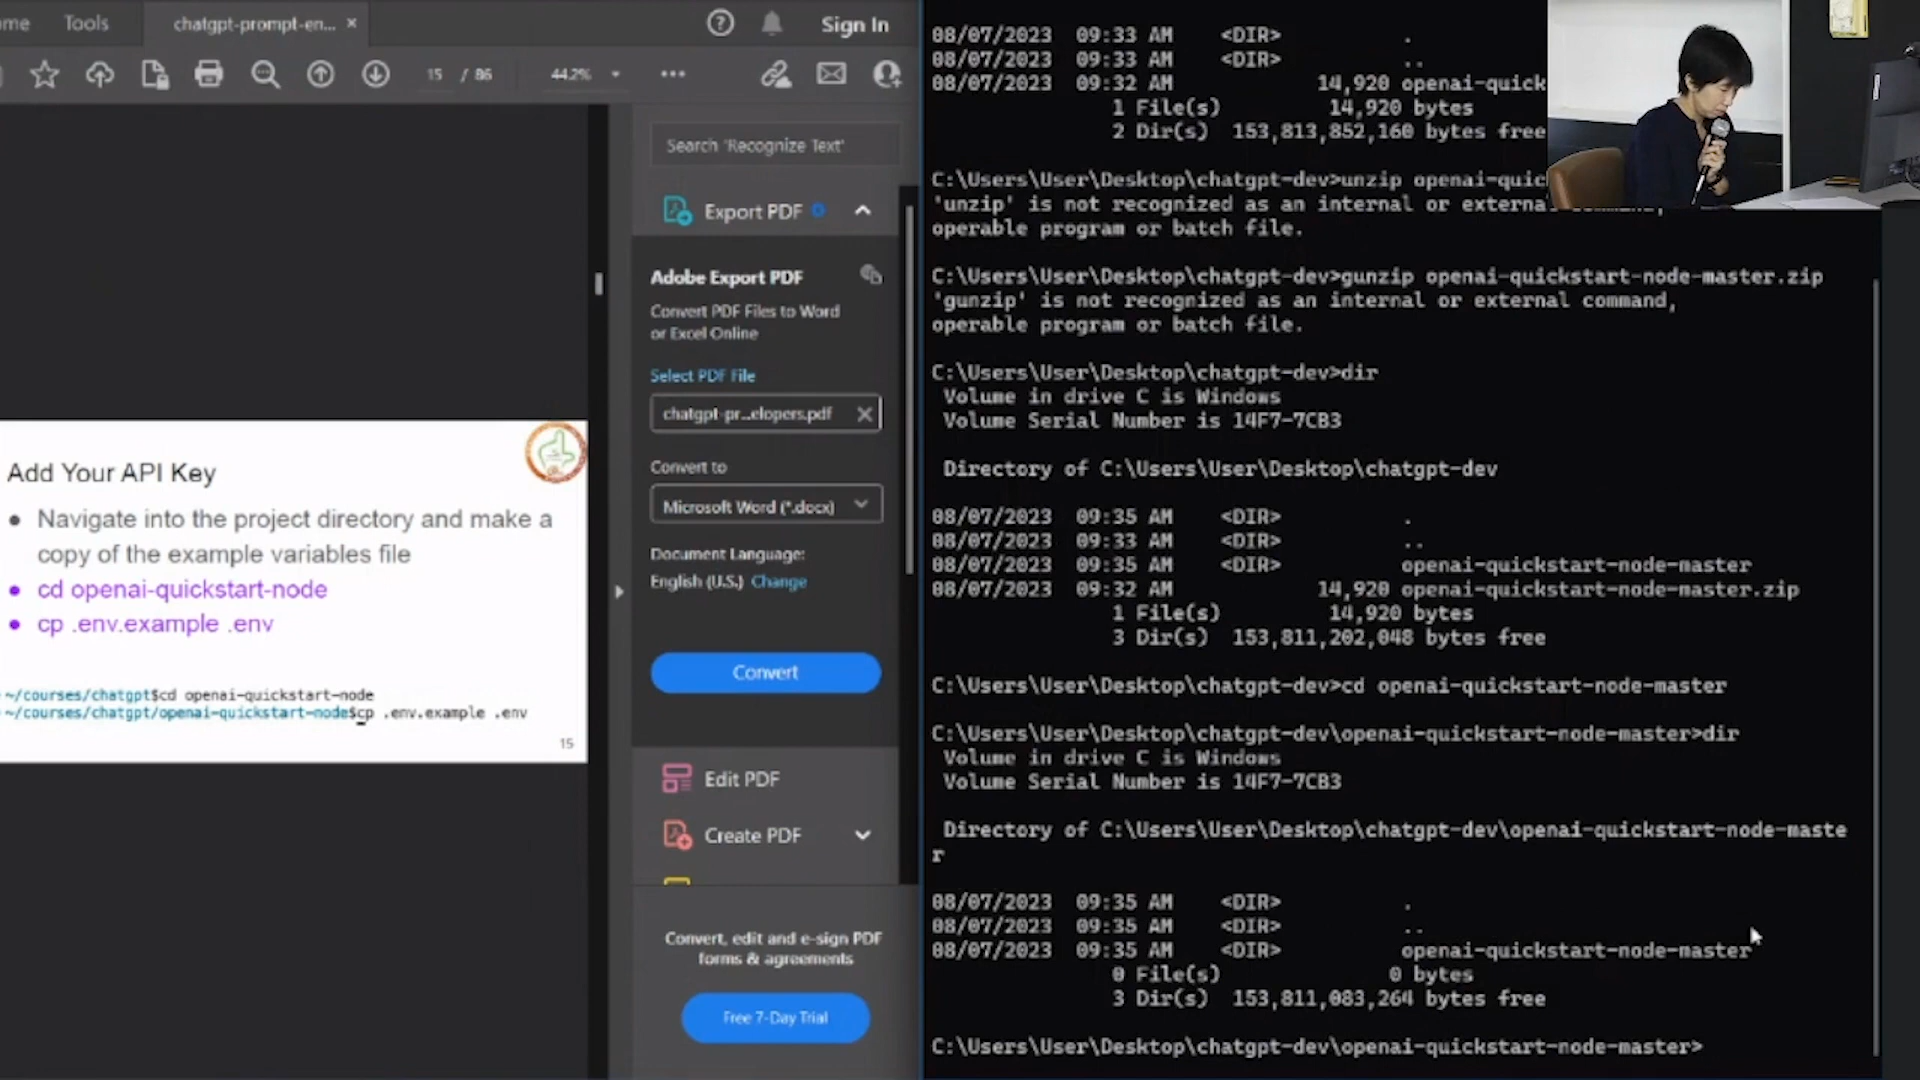 Tools
chatgpt-prompt-en...
Sign In
15 / 86
44.2%
Search 'Recognize Text'
Export PDF
Adobe Export PDF
Convert PDF Files to Word
or Excel Online
Select PDF File
chatgpt-pr...elopers.pdf
Convert to
Microsoft Word (*.docx)
Document Language:
English (U.S.) Change
Convert
Edit PDF
Create PDF
Convert, edit and e-sign PDF
forms & agreements
Free 7-Day Trial
Add Your API Key
• Navigate into the project directory and make a
copy of the example variables file
• cd openai-quickstart-node
• cp .env.example .env
~/courses/chatgpt$cd openai-quickstart-node
~/courses/chatgpt/openai-quickstart-node$cp .env.example .env
15
08/07/2023 09:33 AM <DIR> .
08/07/2023 09:33 AM <DIR> ..
08/07/2023 09:32 AM 14,920 openai-quick
1 File(s) 14,920 bytes
2 Dir(s) 153,813,852,160 bytes free
C:\Users\User\Desktop\chatgpt-dev>unzip openai-quic
'unzip' is not recognized as an internal or external command,
operable program or batch file.
C:\Users\User\Desktop\chatgpt-dev>gunzip openai-quickstart-node-master.zip
'gunzip' is not recognized as an internal or external command,
operable program or batch file.
C:\Users\User\Desktop\chatgpt-dev>dir
Volume in drive C is Windows
Volume Serial Number is 14F7-7CB3
Directory of C:\Users\User\Desktop\chatgpt-dev
08/07/2023 09:35 AM <DIR> .
08/07/2023 09:33 AM <DIR> ..
08/07/2023 09:35 AM <DIR> openai-quickstart-node-master
08/07/2023 09:32 AM 14,920 openai-quickstart-node-master.zip
1 File(s) 14,920 bytes
3 Dir(s) 153,811,202,048 bytes free
C:\Users\User\Desktop\chatgpt-dev>cd openai-quickstart-node-master
C:\Users\User\Desktop\chatgpt-dev\openai-quickstart-node-master>dir
Volume in drive C is Windows
Volume Serial Number is 14F7-7CB3
Directory of C:\Users\User\Desktop\chatgpt-dev\openai-quickstart-node-maste
r
08/07/2023 09:35 AM <DIR> .
08/07/2023 09:35 AM <DIR> ..
08/07/2023 09:35 AM <DIR> openai-quickstart-node-master
0 File(s) 0 bytes
3 Dir(s) 153,811,083,264 bytes free
C:\Users\User\Desktop\chatgpt-dev\openai-quickstart-node-master>